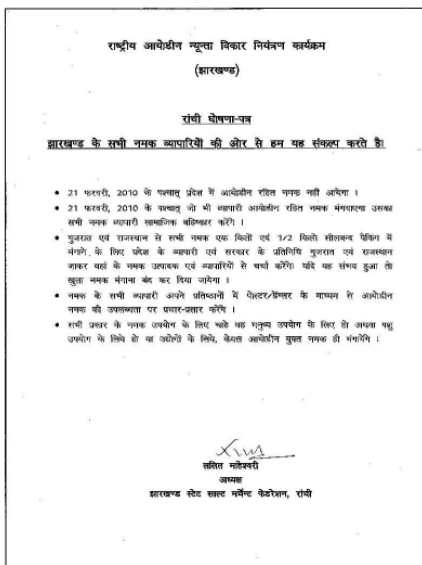 राष्ट्रीय आयोडीन न्यून्ता विकार नियंत्रण कार्यक्रम
(झारखण्ड)
रांची घोषणा-पत्र
झारखण्ड के सभी नमक व्यापारियों की ओर से हम यह संकल्प करते है।
• 21 फरवरी, 2010 के पश्चात् प्रदेश में आयोडीन रहित नमक नही आयेगा ।
• 21 फरवरी, 2010 के पश्चात् जो भी व्यापारी आयोडीन रहित नमक मंगवाएगा उसका
सभी नमक व्यापारी सामाजिक बहिष्कार करेंगे ।
• गुजरात एवं राजस्थान से सभी नमक एक किलो एवं 1/2 किलो सीलबन्द पैकिंग में
मंगाने के लिए प्रदेश के व्यापारी एवं सरकार के प्रतिनिधि गुजरात एवं राजस्थान
जाकर वहां के नमक उत्पादक एवं व्यापारियों से चर्चा करेंगे। यदि यह संभव हुआ तो
खुला नमक मंगाना बंद कर दिया जायेगा ।
• नमक के सभी व्यापारी अपने प्रतिष्ठानों में पोस्टर/डेंगलर के माध्यम से आयोडीन
नमक की उपलब्धता पर प्रचार-प्रसार करेंगे ।
• सभी प्रकार के नमक उपयोग के लिए चाहे वह मनुष्य उपयोग के लिए हो अथवा पशु
उपयोग के लिये हो या उद्योगों के लिये, केवल आयोडीन युक्त नमक ही मंगायेंगे ।
ललित माहेश्वरी
अध्यक्ष
झारखण्ड स्टेट साल्ट मर्चेन्ट फेडरेशन, रांची